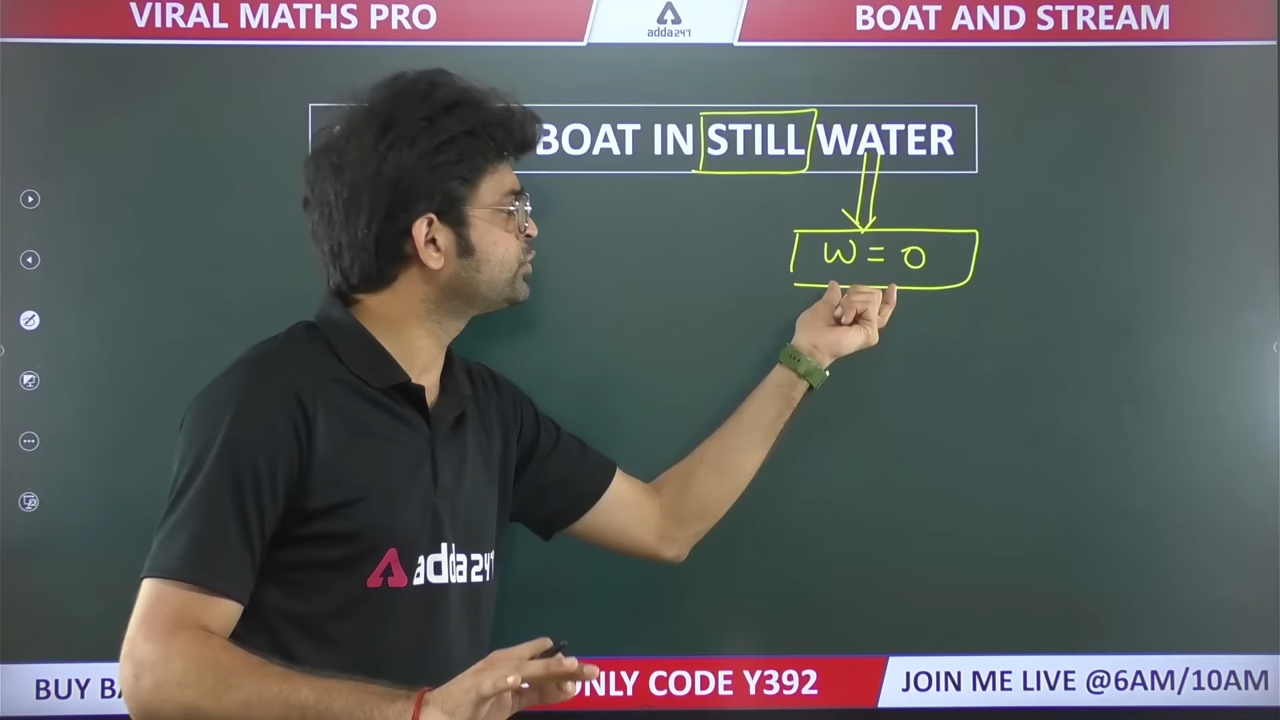 VIRAL MATHS PRO
adda247
BOAT AND STREAM
BOAT IN STILL WATER
W = 0
adda247
BUY
ONLY CODE Y392
JOIN ME LIVE @6AM/10AM